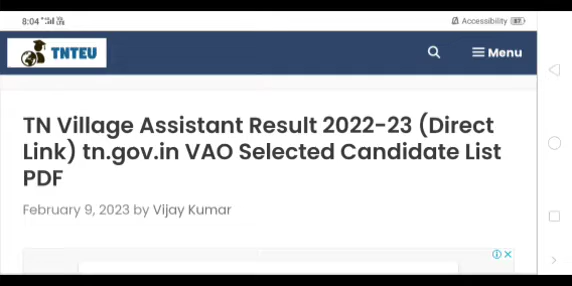 8:04
Accessibility
TNTEU
Menu
TN Village Assistant Result 2022-23 (Direct
Link) tn.gov.in VAO Selected Candidate List
PDF
February 9, 2023 by Vijay Kumar